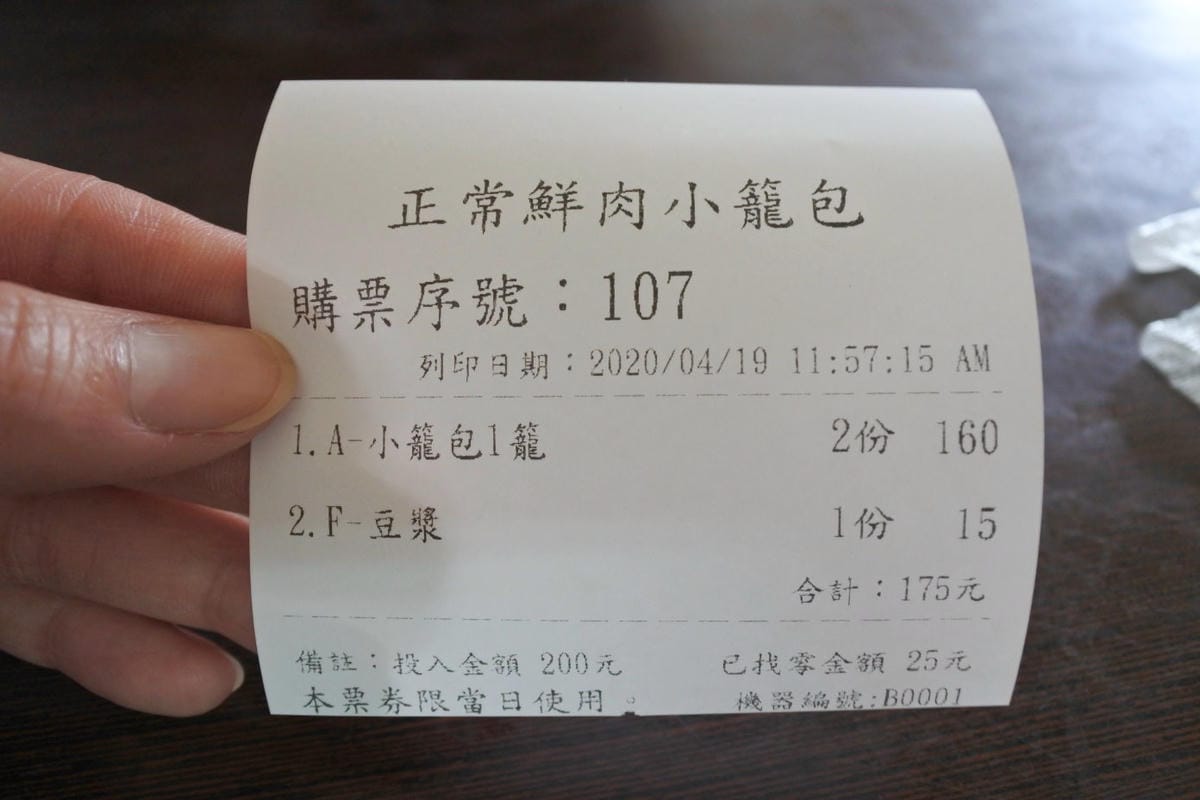 正常鮮肉小籠包
購票序號：107
列印日期：2020/04/19 11:57:15 AM
1.A-小籠包1籠 2份 160
2.F-豆漿 1份 15
合計：175元
備註：投入金額 200元 已找零金額 25元
本票券限當日使用。 機器編號:B0001